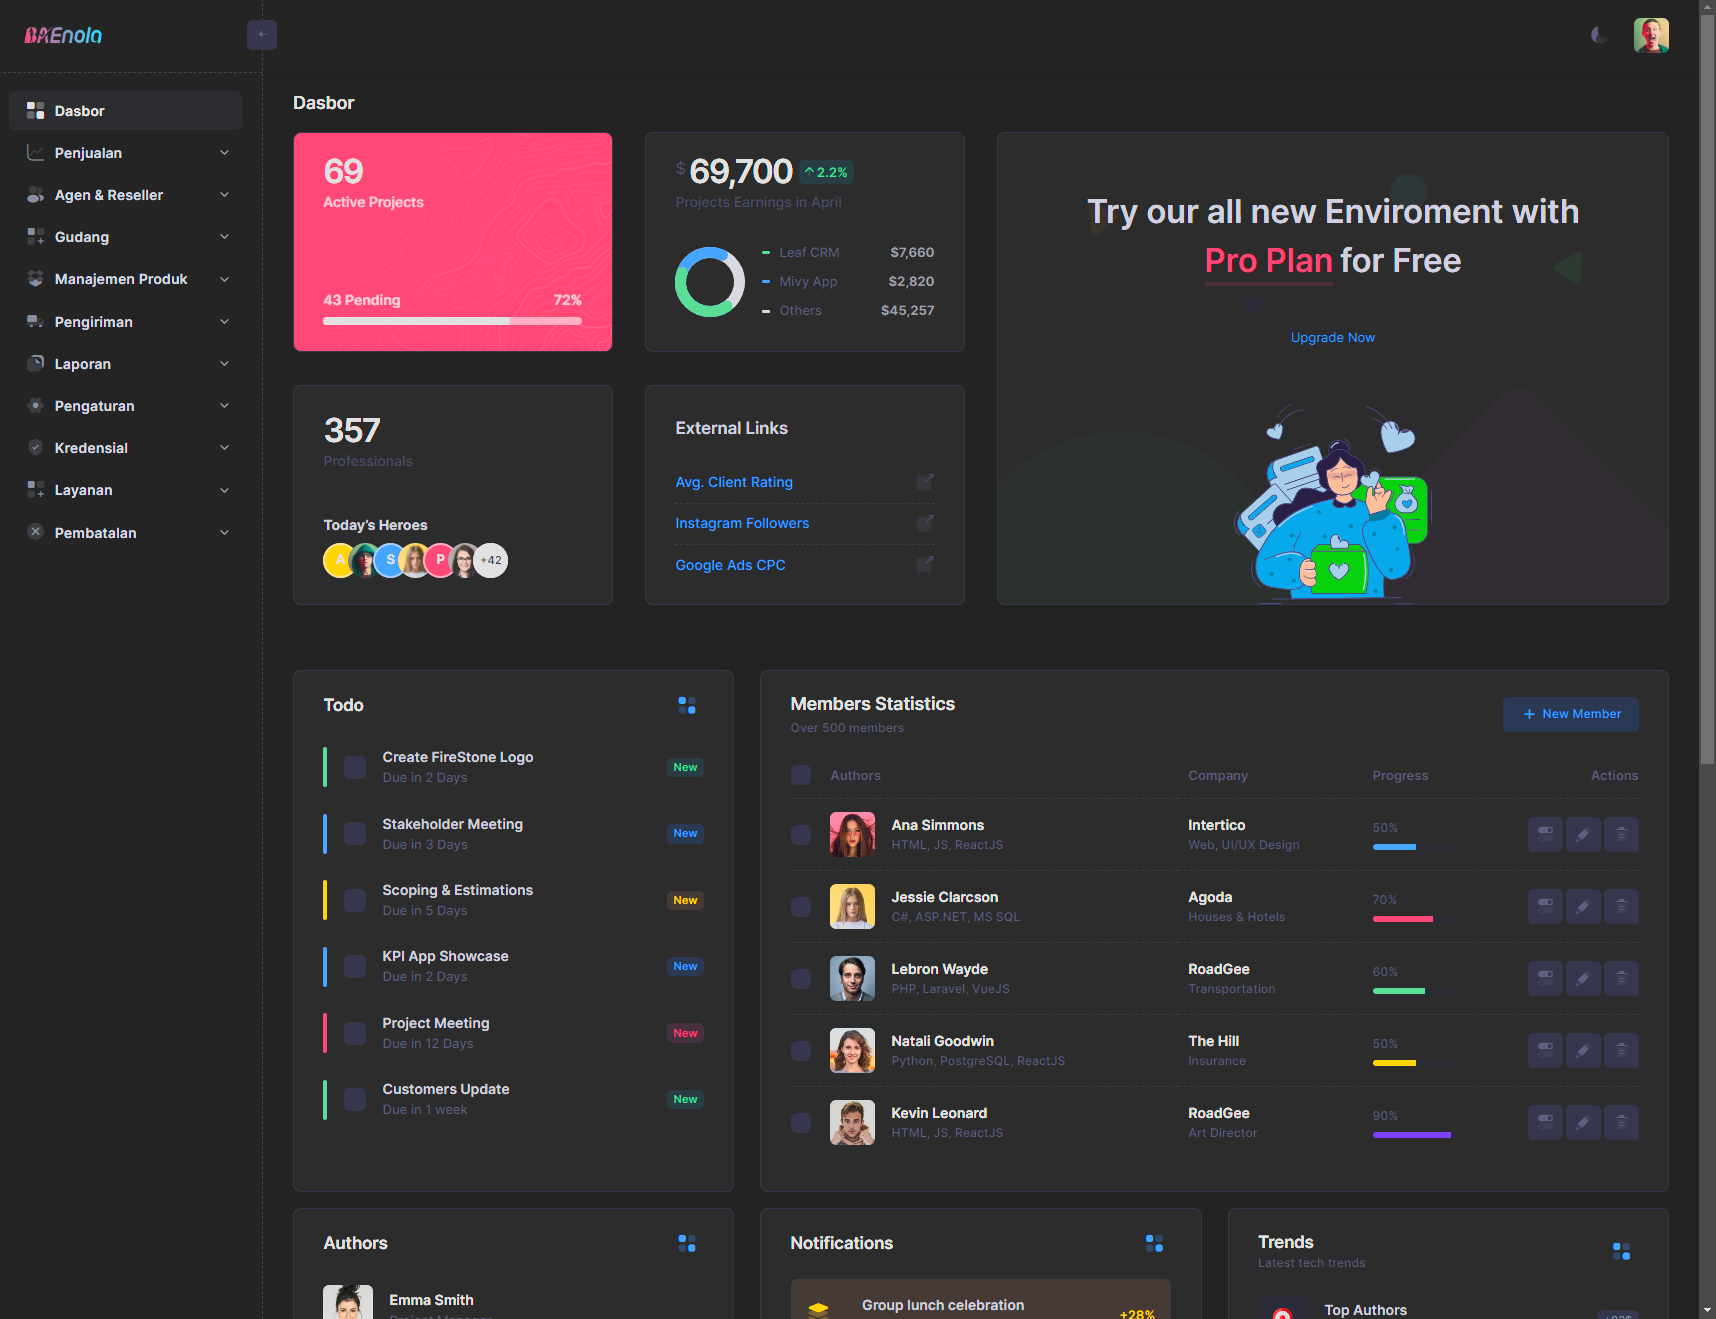 BKEnola
Dasbor
Penjualan
Agen & Reseller
Gudang
Manajemen Produk
Pengiriman
Laporan
Pengaturan
Kredensial
Layanan
Pembatalan
Dasbor
69
Active Projects
43 Pending 72%
$ 69,700 2.2%
Projects Earnings in April
Leaf CRM $7,660
Mivy App $2,820
Others $45,257
Try our all new Enviroment with
Pro Plan for Free
Upgrade Now
357
Professionals
Today's Heroes
A S P +42
External Links
Avg. Client Rating
Instagram Followers
Google Ads CPC
Todo
Create FireStone Logo
Due in 2 Days
New
Stakeholder Meeting
Due in 3 Days
New
Scoping & Estimations
Due in 5 Days
New
KPI App Showcase
Due in 2 Days
New
Project Meeting
Due in 12 Days
New
Customers Update
Due in 1 week
New
Members Statistics
Over 500 members
New Member
Authors Company Progress Actions
Ana Simmons Intertico 50%
HTML, JS, ReactJS Web, UI/UX Design
Jessie Clarcson Agoda 70%
C#, ASP.NET, MS SQL Houses & Hotels
Lebron Wayde RoadGee 60%
PHP, Laravel, VueJS Transportation
Natali Goodwin The Hill 50%
Python, PostgreSQL, ReactJS Insurance
Kevin Leonard RoadGee 90%
HTML, JS, ReactJS Art Director
Authors
Emma Smith
Project Manager
Notifications
Group lunch celebration
+28%
Trends
Latest tech trends
Top Authors